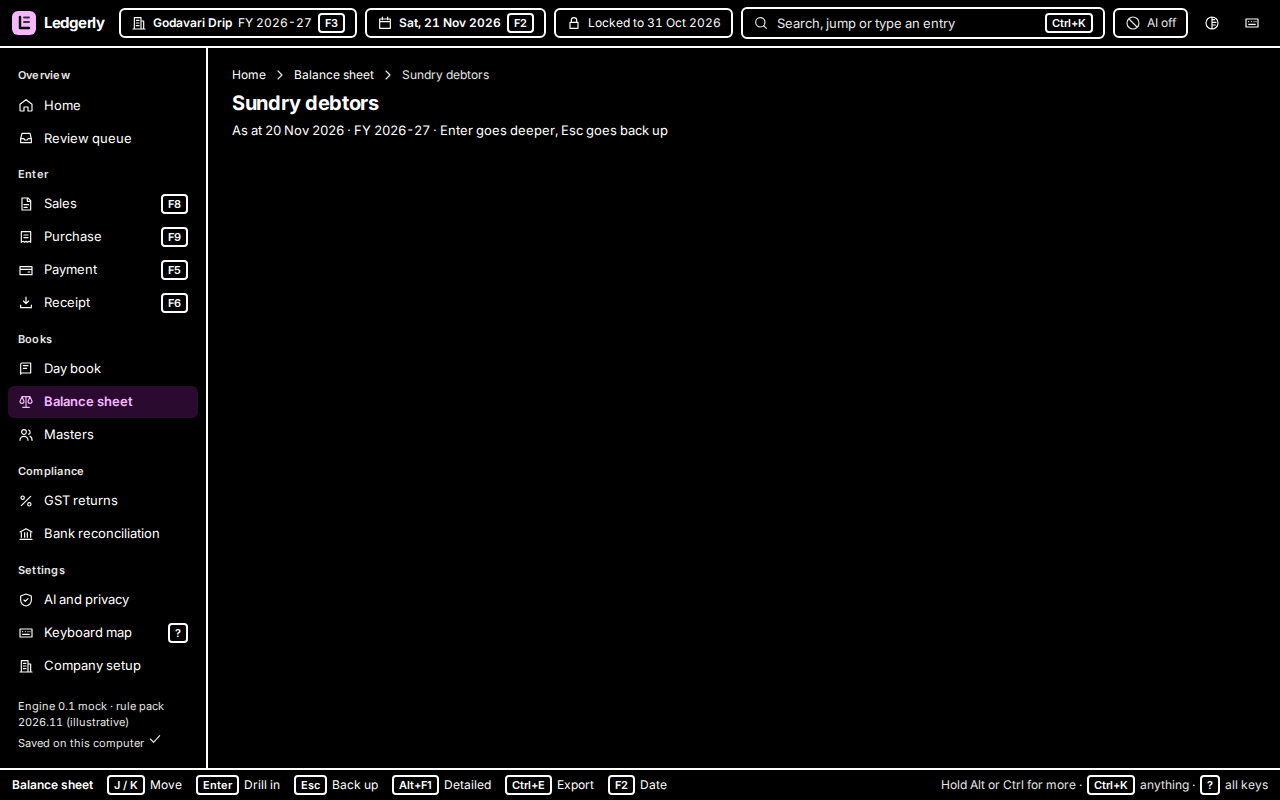 Ledgerly
Godavari Drip FY 2026-27 F3
Sat, 21 Nov 2026 F2
Locked to 31 Oct 2026
Search, jump or type an entry Ctrl+K
AI off
Overview
Home
Review queue
Enter
Sales F8
Purchase F9
Payment F5
Receipt F6
Books
Day book
Balance sheet
Masters
Compliance
GST returns
Bank reconciliation
Settings
AI and privacy
Keyboard map ?
Company setup
Engine 0.1 mock · rule pack
2026.11 (illustrative)
Saved on this computer
Home > Balance sheet > Sundry debtors
Sundry debtors
As at 20 Nov 2026 · FY 2026-27 · Enter goes deeper, Esc goes back up
Balance sheet J / K Move Enter Drill in Esc Back up Alt+F1 Detailed Ctrl+E Export F2 Date
Hold Alt or Ctrl for more · Ctrl+K anything · ? all keys